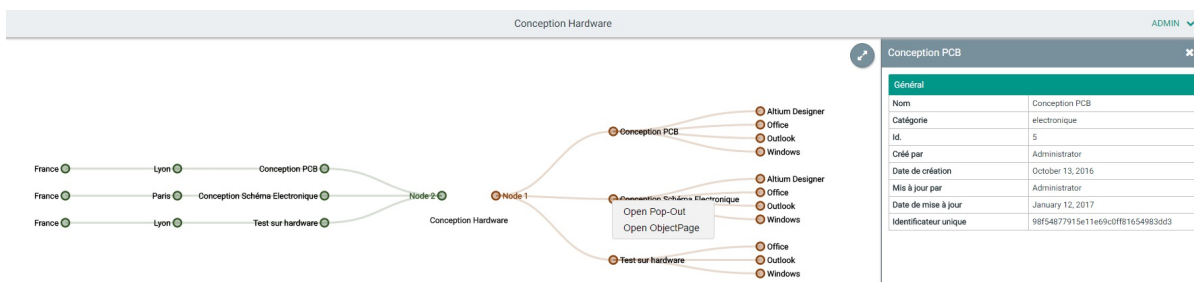 Conception Hardware
ADMIN
Conception PCB
Général
Nom Conception PCB
Catégorie electronique
Id. 5
Créé par Administrator
Date de création October 13, 2016
Mis à jour par Administrator
Date de mise à jour January 12, 2017
Identificateur unique 98f54877915e11e69c0ff81654983dd3
France Lyon Conception PCB
France Paris Conception Schéma Electronique
France Lyon Test sur hardware
Node 2
Node 1
Conception Hardware
Conception PCB
Altium Designer
Office
Outlook
Windows
Conception Schéma Electronique
Altium Designer
Office
Outlook
Windows
Open Pop-Out
Open ObjectPage
Test sur hardware
Office
Outlook
Windows